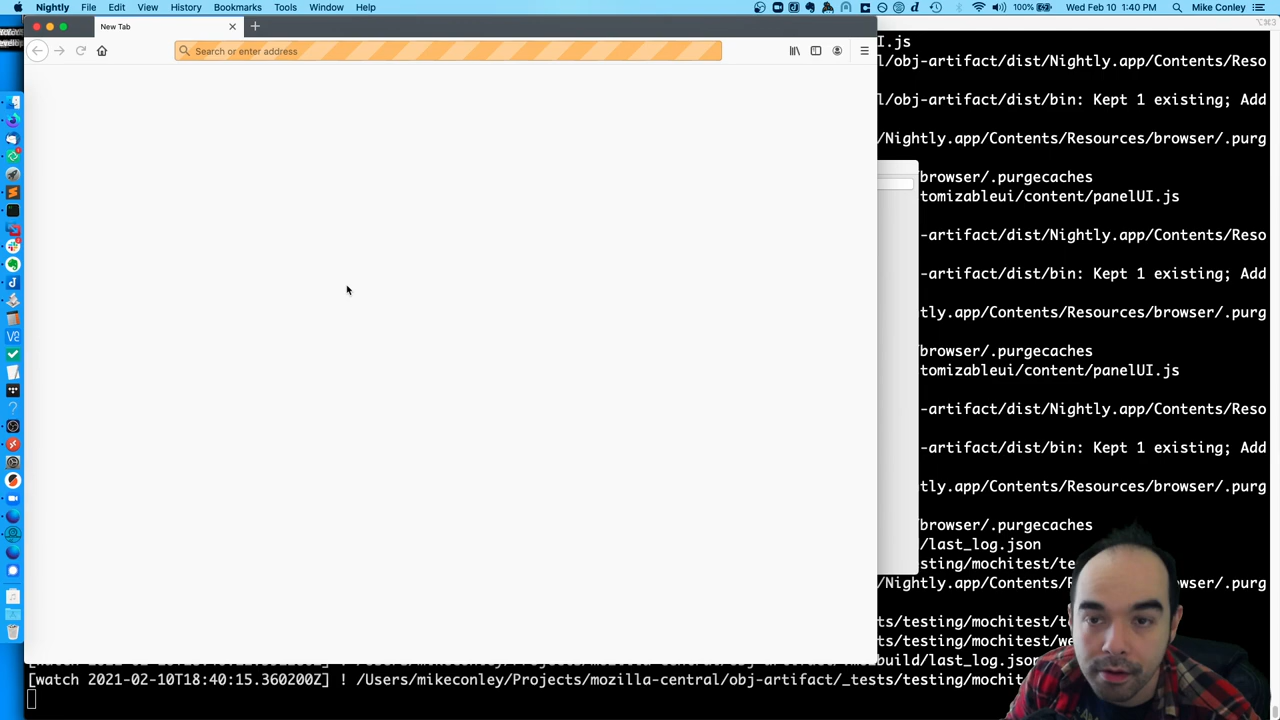 Nightly File Edit View History Bookmarks Tools Window Help 100% Wed Feb 10 1:40 PM Mike Conley
New Tab
⌥⌘3
I.js
Search or enter address
l/obj-artifact/dist/Nightly.app/Contents/Reso
l/obj-artifact/dist/bin: Kept 1 existing; Add
/Nightly.app/Contents/Resources/browser/.purg
browser/.purgecaches
tomizableui/content/panelUI.js
-artifact/dist/Nightly.app/Contents/Reso
-artifact/dist/bin: Kept 1 existing; Add
tly.app/Contents/Resources/browser/.purg
browser/.purgecaches
tomizableui/content/panelUI.js
-artifact/dist/Nightly.app/Contents/Reso
-artifact/dist/bin: Kept 1 existing; Add
tly.app/Contents/Resources/browser/.purg
browser/.purgecaches
/last_log.json
sting/mochitest/te
/Nightly.app/Contents/R wser/.purg
ts/testing/mochitest/t
ts/testing/mochitest/we
build/last_log.json
[watch 2021-02-10T18:40:15.360200Z] ! /Users/mikeconley/Projects/mozilla-central/obj-artifact/_tests/testing/mochit